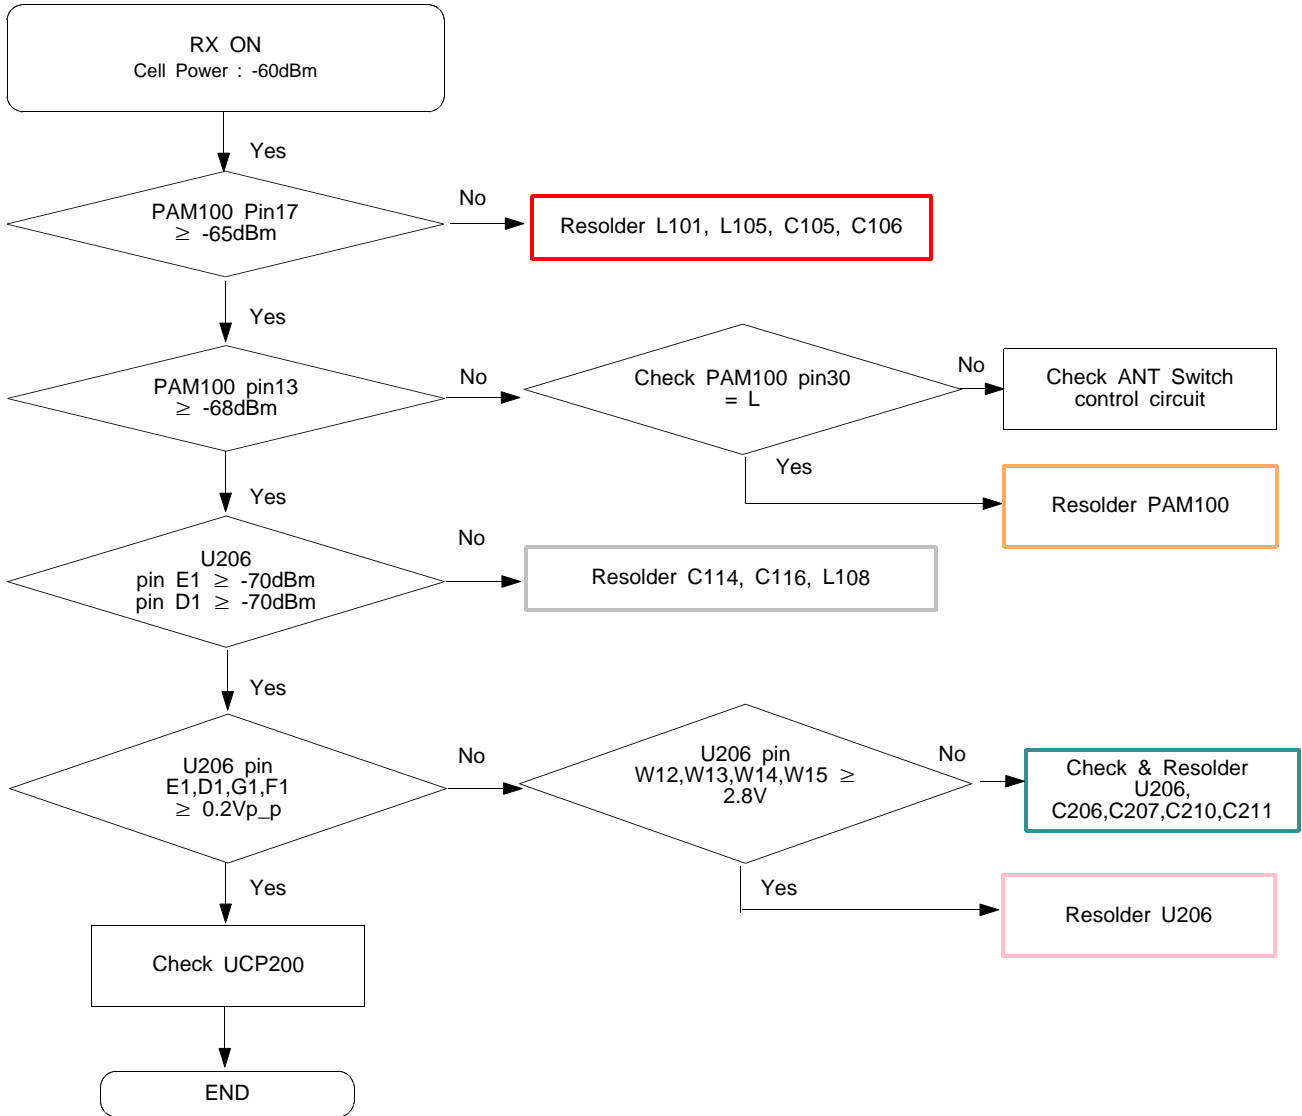 RX ON
Cell Power : -60dBm
Yes
PAM100 Pin17
≥ -65dBm
No
Resolder L101, L105, C105, C106
Yes
PAM100 pin13
≥ -68dBm
No
Check PAM100 pin30
= L
No
Check ANT Switch
control circuit
Yes
Resolder PAM100
Yes
U206
pin E1 ≥ -70dBm
pin D1 ≥ -70dBm
No
Resolder C114, C116, L108
Yes
U206 pin
E1,D1,G1,F1
≥ 0.2Vp_p
No
U206 pin
W12,W13,W14,W15 ≥
2.8V
No
Check & Resolder
U206,
C206,C207,C210,C211
Yes
Resolder U206
Yes
Check UCP200
END